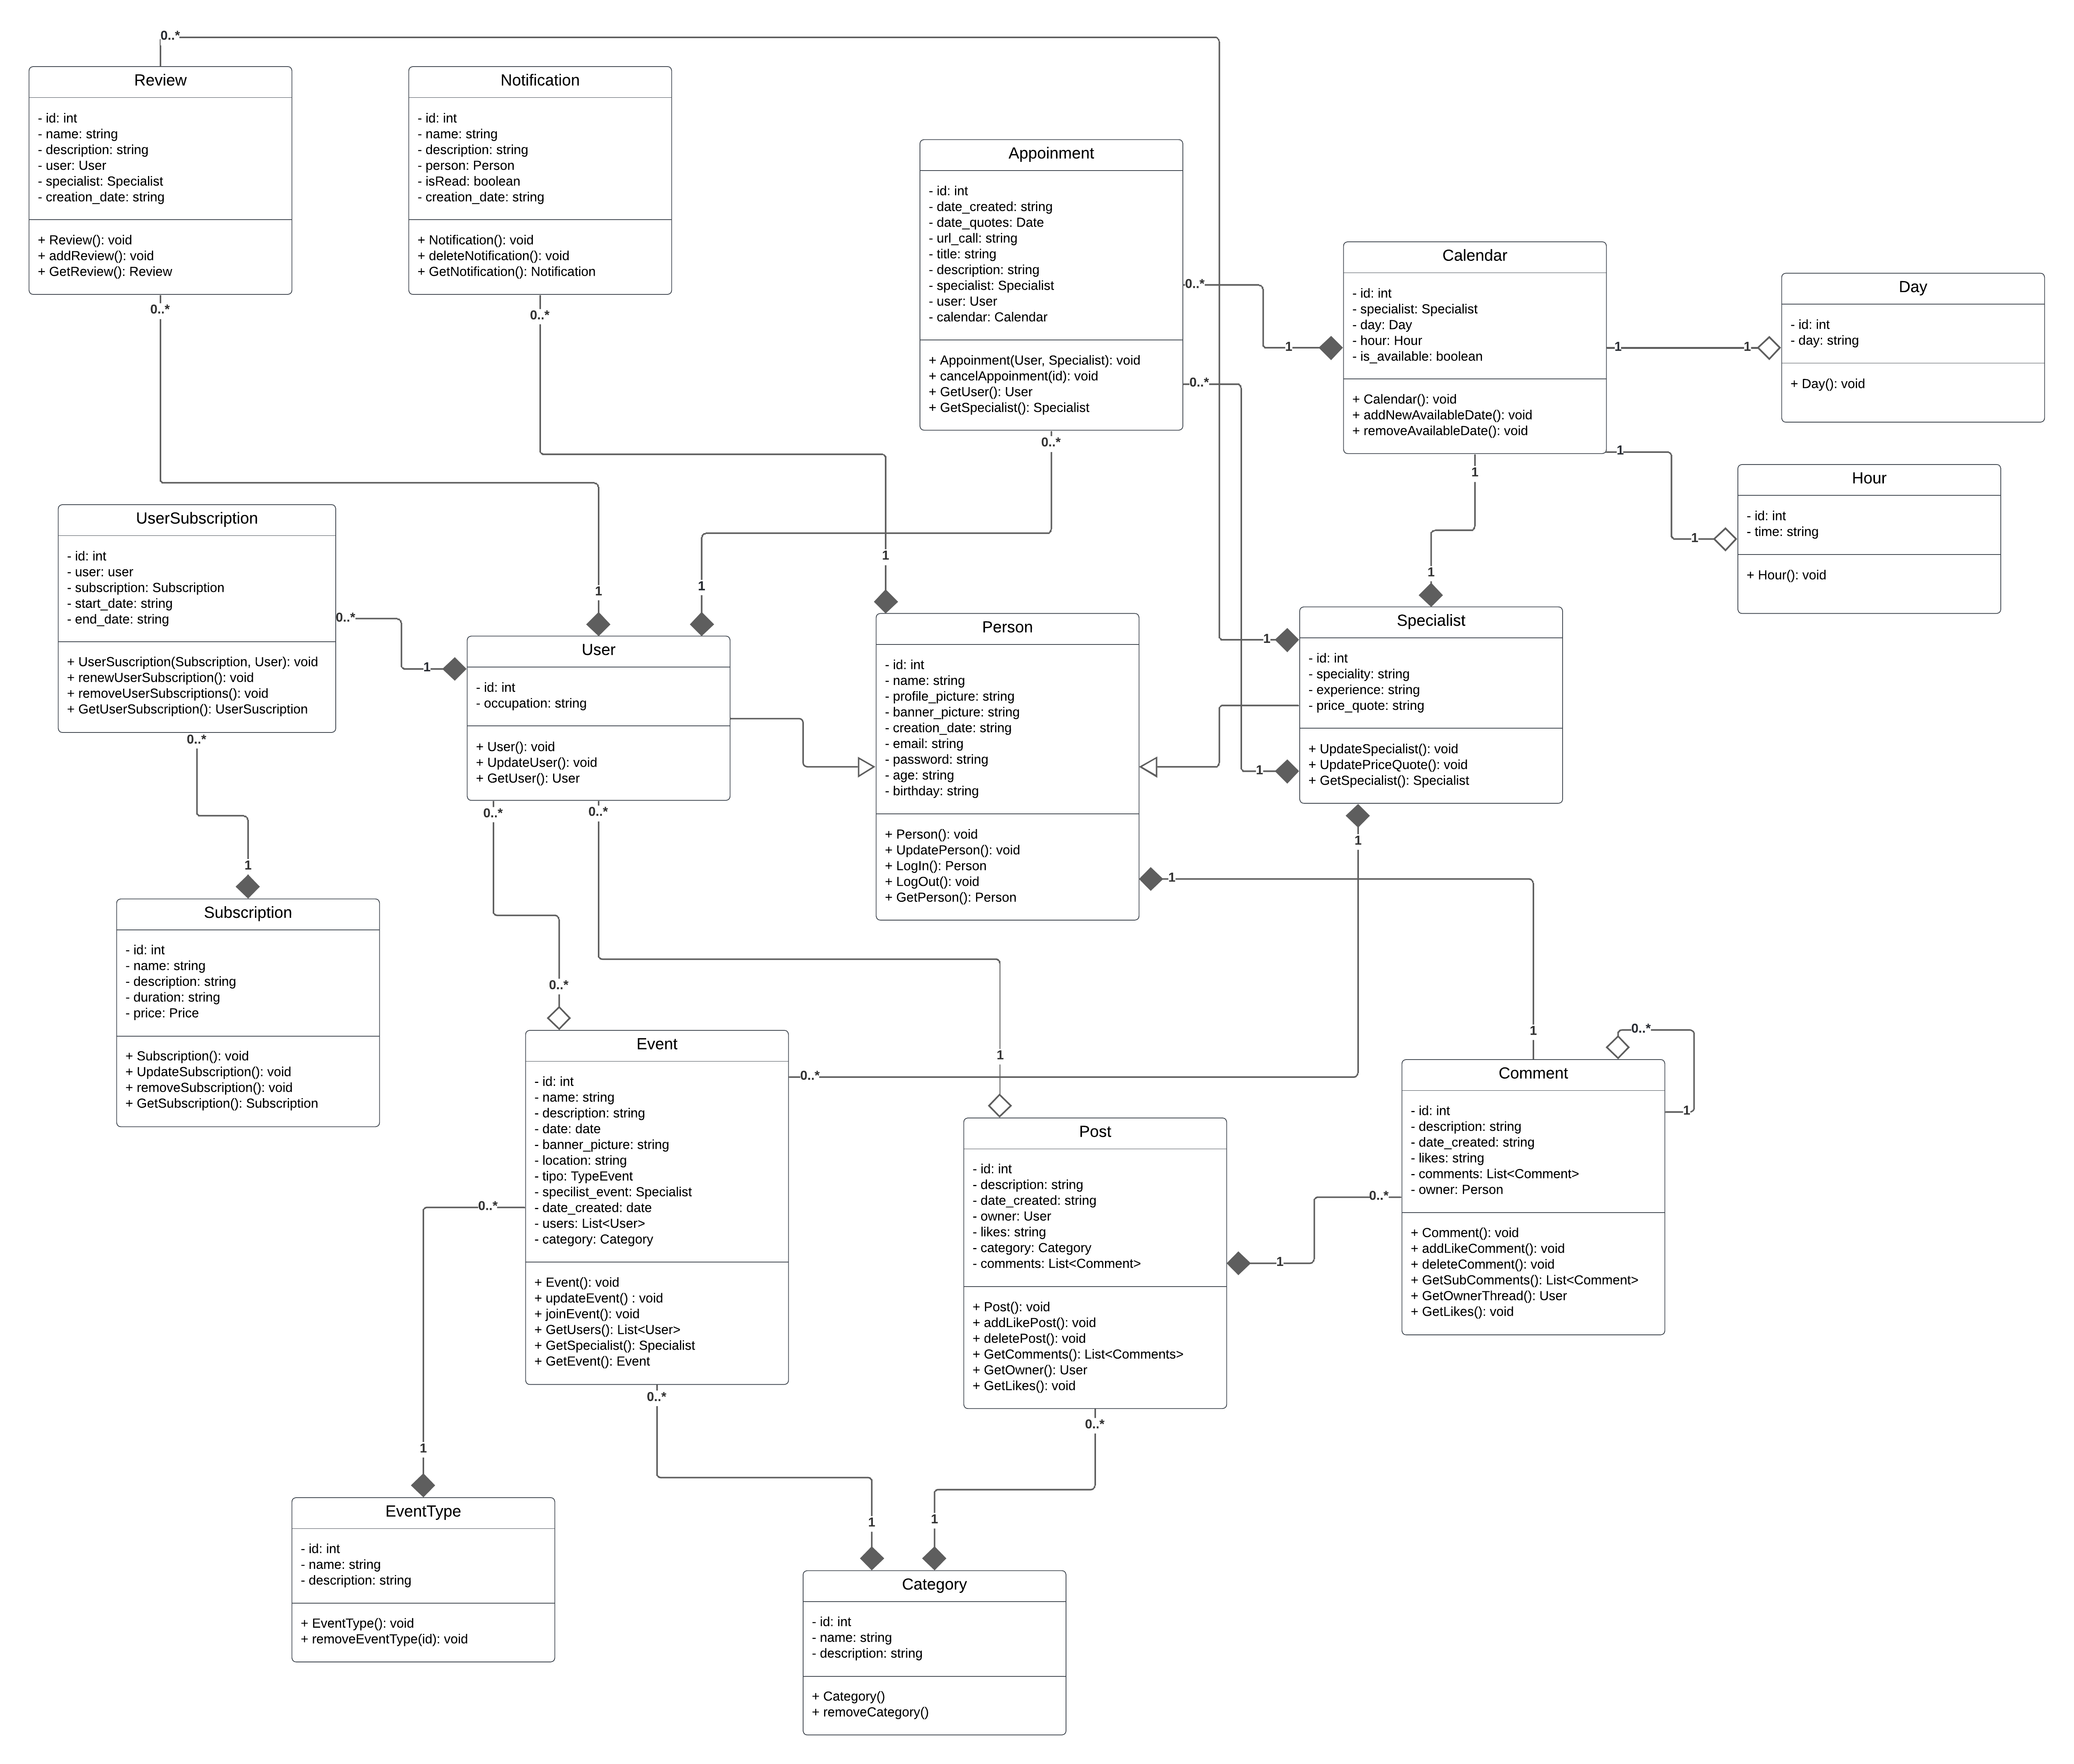 0..*
Review
- id: int
- name: string
- description: string
- user: User
- specialist: Specialist
- creation_date: string
+ Review(): void
+ addReview(): void
+ GetReview(): Review
0..*
Notification
- id: int
- name: string
- description: string
- person: Person
- isRead: boolean
- creation_date: string
+ Notification(): void
+ deleteNotification(): void
+ GetNotification(): Notification
0..*
Appoinment
- id: int
- date_created: string
- date_quotes: Date
- url_call: string
- title: string
- description: string
- specialist: Specialist
- user: User
- calendar: Calendar
+ Appoinment(User, Specialist): void
+ cancelAppoinment(id): void
+ GetUser(): User
+ GetSpecialist(): Specialist
0..*
1
0..*
0..*
Calendar
- id: int
- specialist: Specialist
- day: Day
- hour: Hour
- is_available: boolean
+ Calendar(): void
+ addNewAvailableDate(): void
+ removeAvailableDate(): void
1
1
1
1
Day
- id: int
- day: string
+ Day(): void
1
Hour
- id: int
- time: string
+ Hour(): void
UserSubscription
- id: int
- user: user
- subscription: Subscription
- start_date: string
- end_date: string
+ UserSuscription(Subscription, User): void
+ renewUserSubscription(): void
+ removeUserSubscriptions(): void
+ GetUserSubscription(): UserSuscription
0..*
1
0..*
1
1
1
1
User
- id: int
- occupation: string
+ User(): void
+ UpdateUser(): void
+ GetUser(): User
0..*
0..*
Person
- id: int
- name: string
- profile_picture: string
- banner_picture: string
- creation_date: string
- email: string
- password: string
- age: string
- birthday: string
+ Person(): void
+ UpdatePerson(): void
+ LogIn(): Person
+ LogOut(): void
+ GetPerson(): Person
1
1
1
1
Specialist
- id: int
- speciality: string
- experience: string
- price_quote: string
+ UpdateSpecialist(): void
+ UpdatePriceQuote(): void
+ GetSpecialist(): Specialist
1
1
Subscription
- id: int
- name: string
- description: string
- duration: string
- price: Price
+ Subscription(): void
+ UpdateSubscription(): void
+ removeSubscription(): void
+ GetSubscription(): Subscription
0..*
Event
- id: int
- name: string
- description: string
- date: date
- banner_picture: string
- location: string
- tipo: TypeEvent
- specilist_event: Specialist
- date_created: date
- users: List<User>
- category: Category
+ Event(): void
+ updateEvent() : void
+ joinEvent(): void
+ GetUsers(): List<User>
+ GetSpecialist(): Specialist
+ GetEvent(): Event
0..*
0..*
0..*
1
Post
- id: int
- description: string
- date_created: string
- owner: User
- likes: string
- category: Category
- comments: List<Comment>
+ Post(): void
+ addLikePost(): void
+ deletePost(): void
+ GetComments(): List<Comments>
+ GetOwner(): User
+ GetLikes(): void
1
0..*
0..*
1
0..*
1
Comment
- id: int
- description: string
- date_created: string
- likes: string
- comments: List<Comment>
- owner: Person
+ Comment(): void
+ addLikeComment(): void
+ deleteComment(): void
+ GetSubComments(): List<Comment>
+ GetOwnerThread(): User
+ GetLikes(): void
1
EventType
- id: int
- name: string
- description: string
+ EventType(): void
+ removeEventType(id): void
1
1
Category
- id: int
- name: string
- description: string
+ Category()
+ removeCategory()